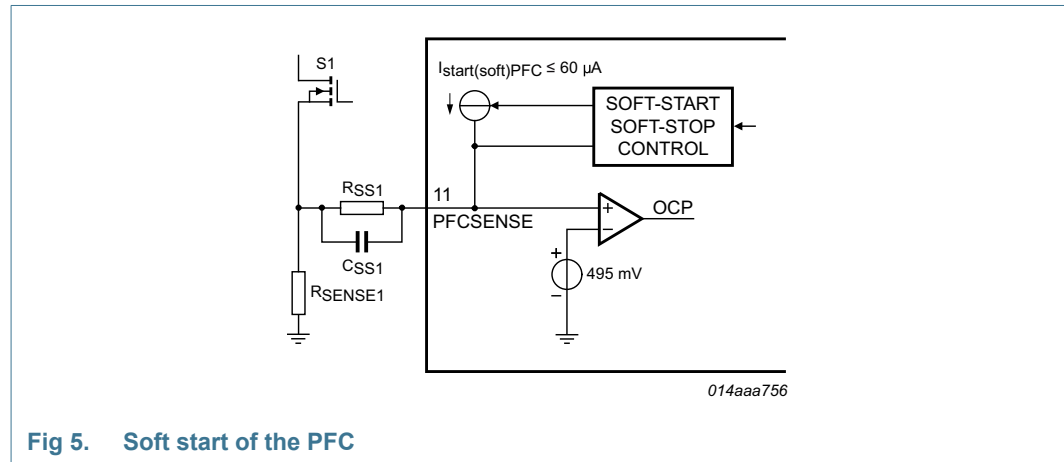 S1
Istart(soft)PFC ≤ 60 µA
SOFT-START
SOFT-STOP
CONTROL
RSS1
11
PFCSENSE
CSS1
RSENSE1
+
−
OCP
+
−
495 mV
014aaa756
Fig 5. Soft start of the PFC